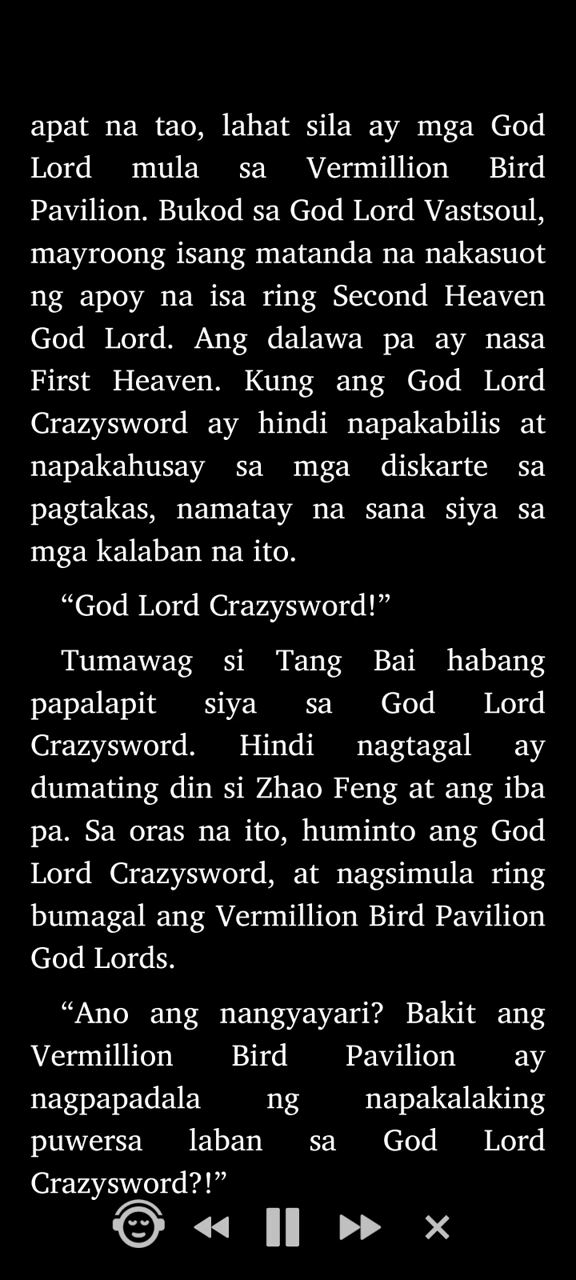 apat na tao, lahat sila ay mga God
Lord mula sa Vermillion Bird
Pavilion. Bukod sa God Lord Vastsoul,
mayroong isang matanda na nakasuot
ng apoy na isa ring Second Heaven
God Lord. Ang dalawa pa ay nasa
First Heaven. Kung ang God Lord
Crazysword ay hindi napakabilis at
napakahusay sa mga diskarte sa
pagtakas, namatay na sana siya sa
mga kalaban na ito.
“God Lord Crazysword!”
Tumawag si Tang Bai habang
papalapit siya sa God Lord
Crazysword. Hindi nagtagal ay
dumating din si Zhao Feng at ang iba
pa. Sa oras na ito, huminto ang God
Lord Crazysword, at nagsimula ring
bumagal ang Vermillion Bird Pavilion
God Lords.
“Ano ang nangyayari? Bakit ang
Vermillion Bird Pavilion ay
nagpapadala ng napakalaking
puwersa laban sa God Lord
Crazysword?!”